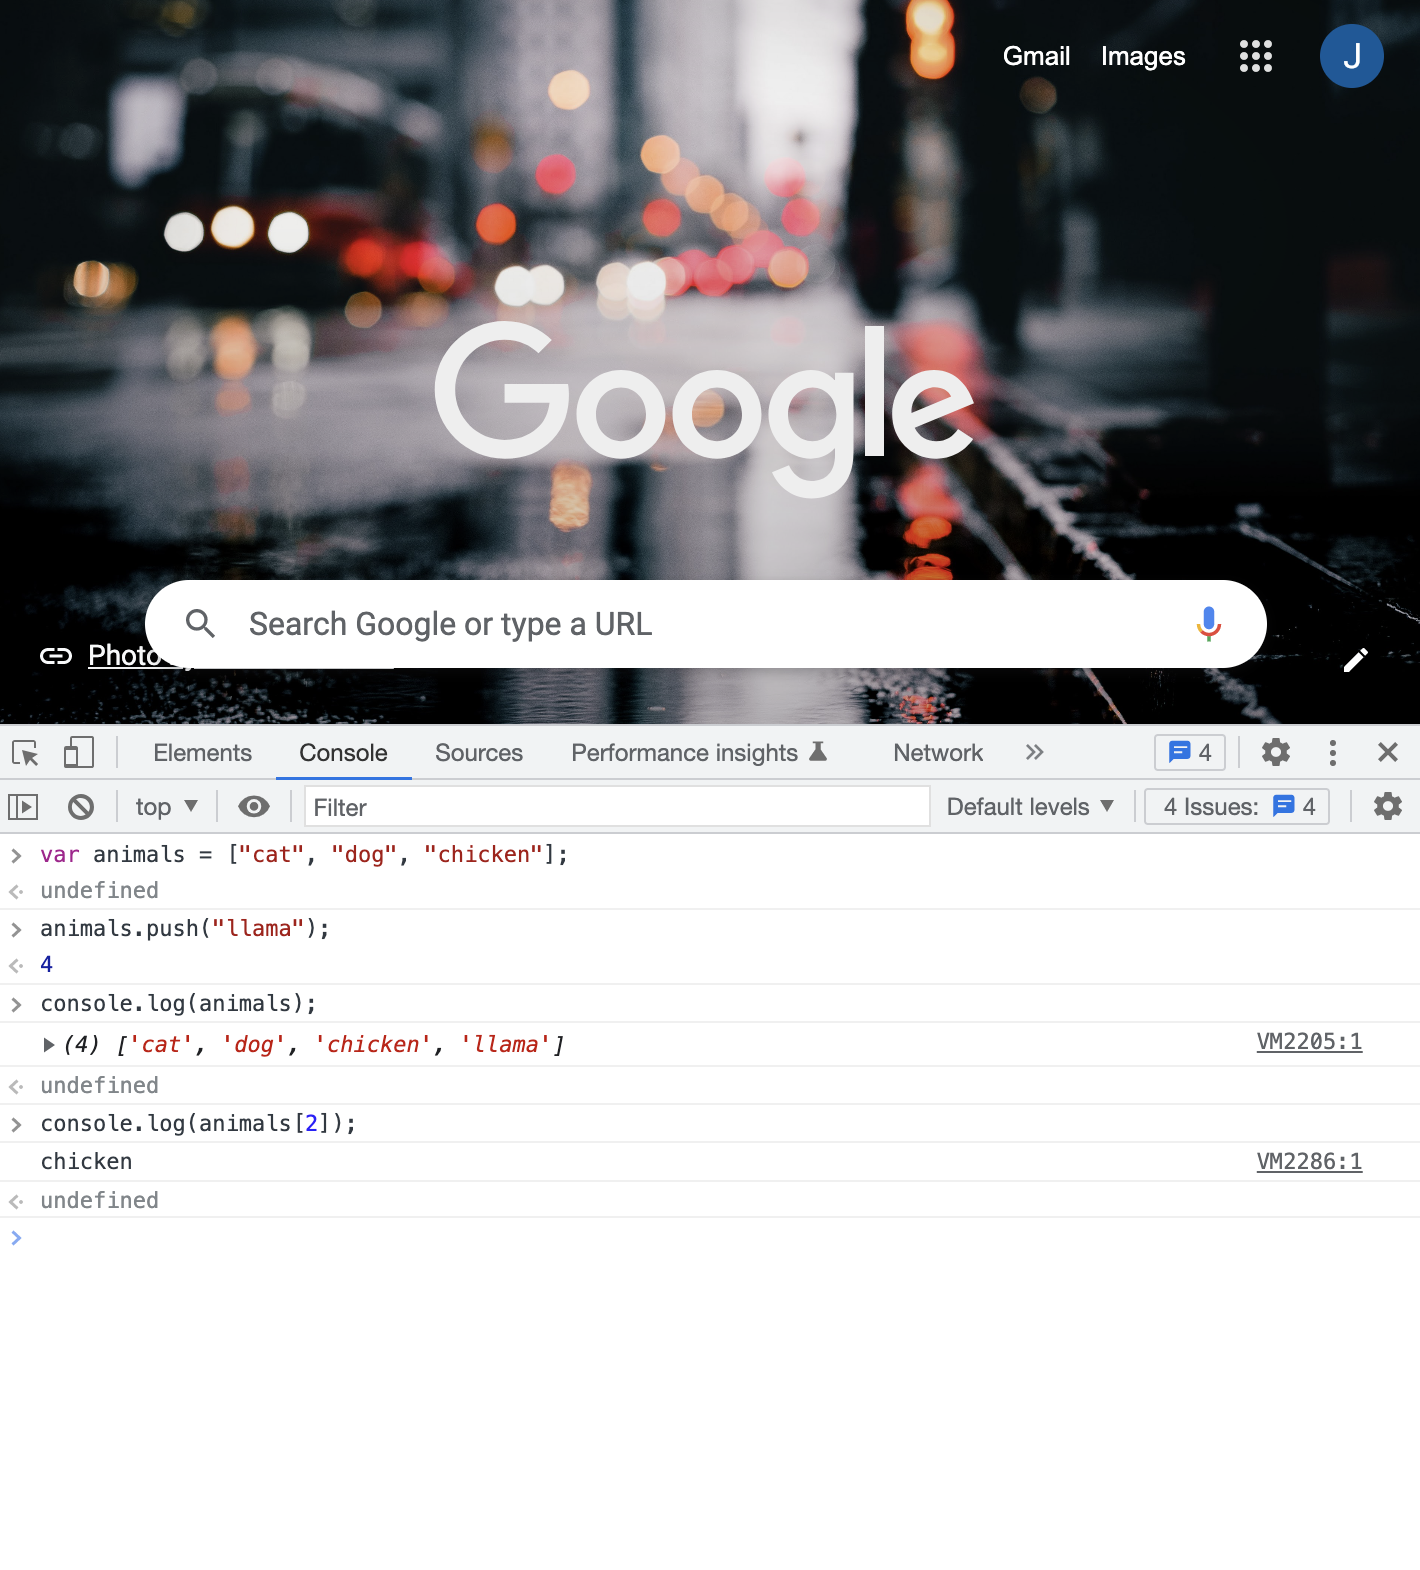 Gmail Images J
Google
Search Google or type a URL
Photo
Elements Console Sources Performance insights Network 4
top Filter Default levels 4 Issues: 4
var animals = ["cat", "dog", "chicken"];
undefined
animals.push("llama");
4
console.log(animals);
(4) ['cat', 'dog', 'chicken', 'llama']
VM2205:1
undefined
console.log(animals[2]);
chicken
VM2286:1
undefined